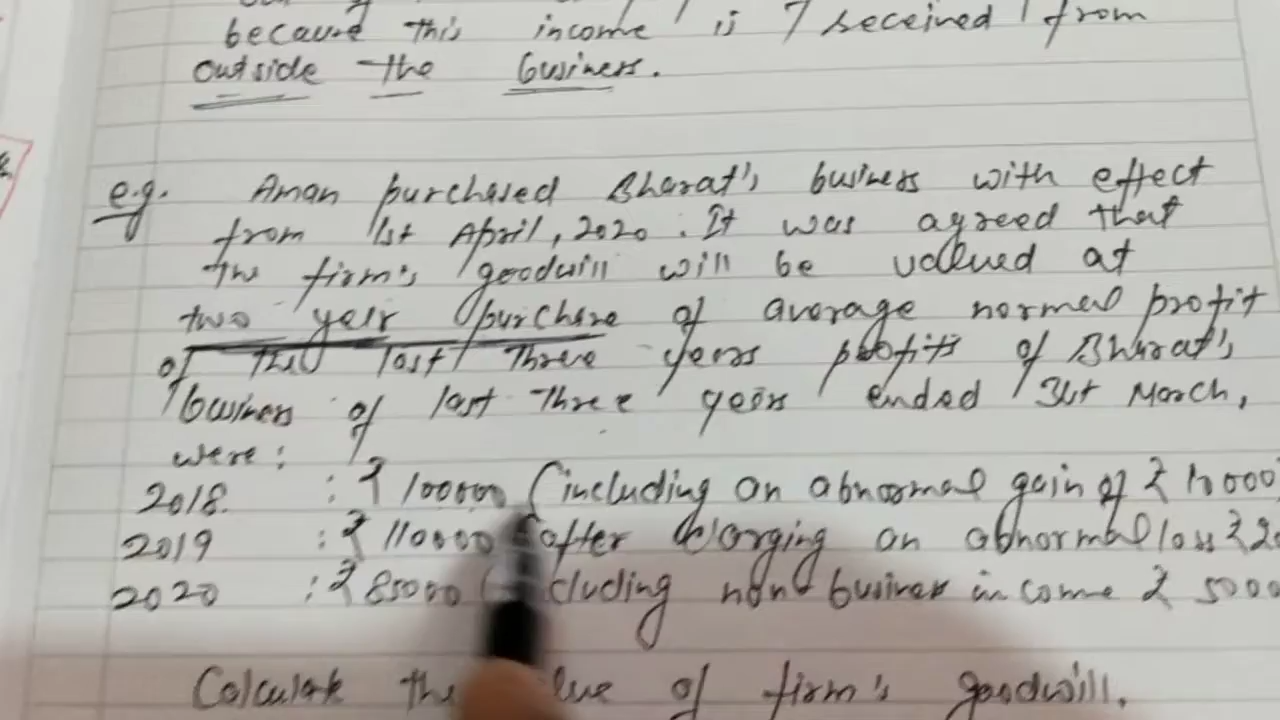 because this income is received from
outside the business.
e.g. Aman purchased Bharat's business with effect
from 1st April, 2020. It was agreed that
the firm's goodwill will be valued at
two year purchase of average normal profit
of the last three years profits of Bharat's
business of last three years ended 31st March,
were:
2018. : ₹ 100000 (including an abnormal gain of ₹ 10000
2019 : ₹ 110000 (after charging an abnormal loss ₹ 20
2020 : ₹ 85000 cluding non business income ₹ 5000
Calculate the value of firm's goodwill.